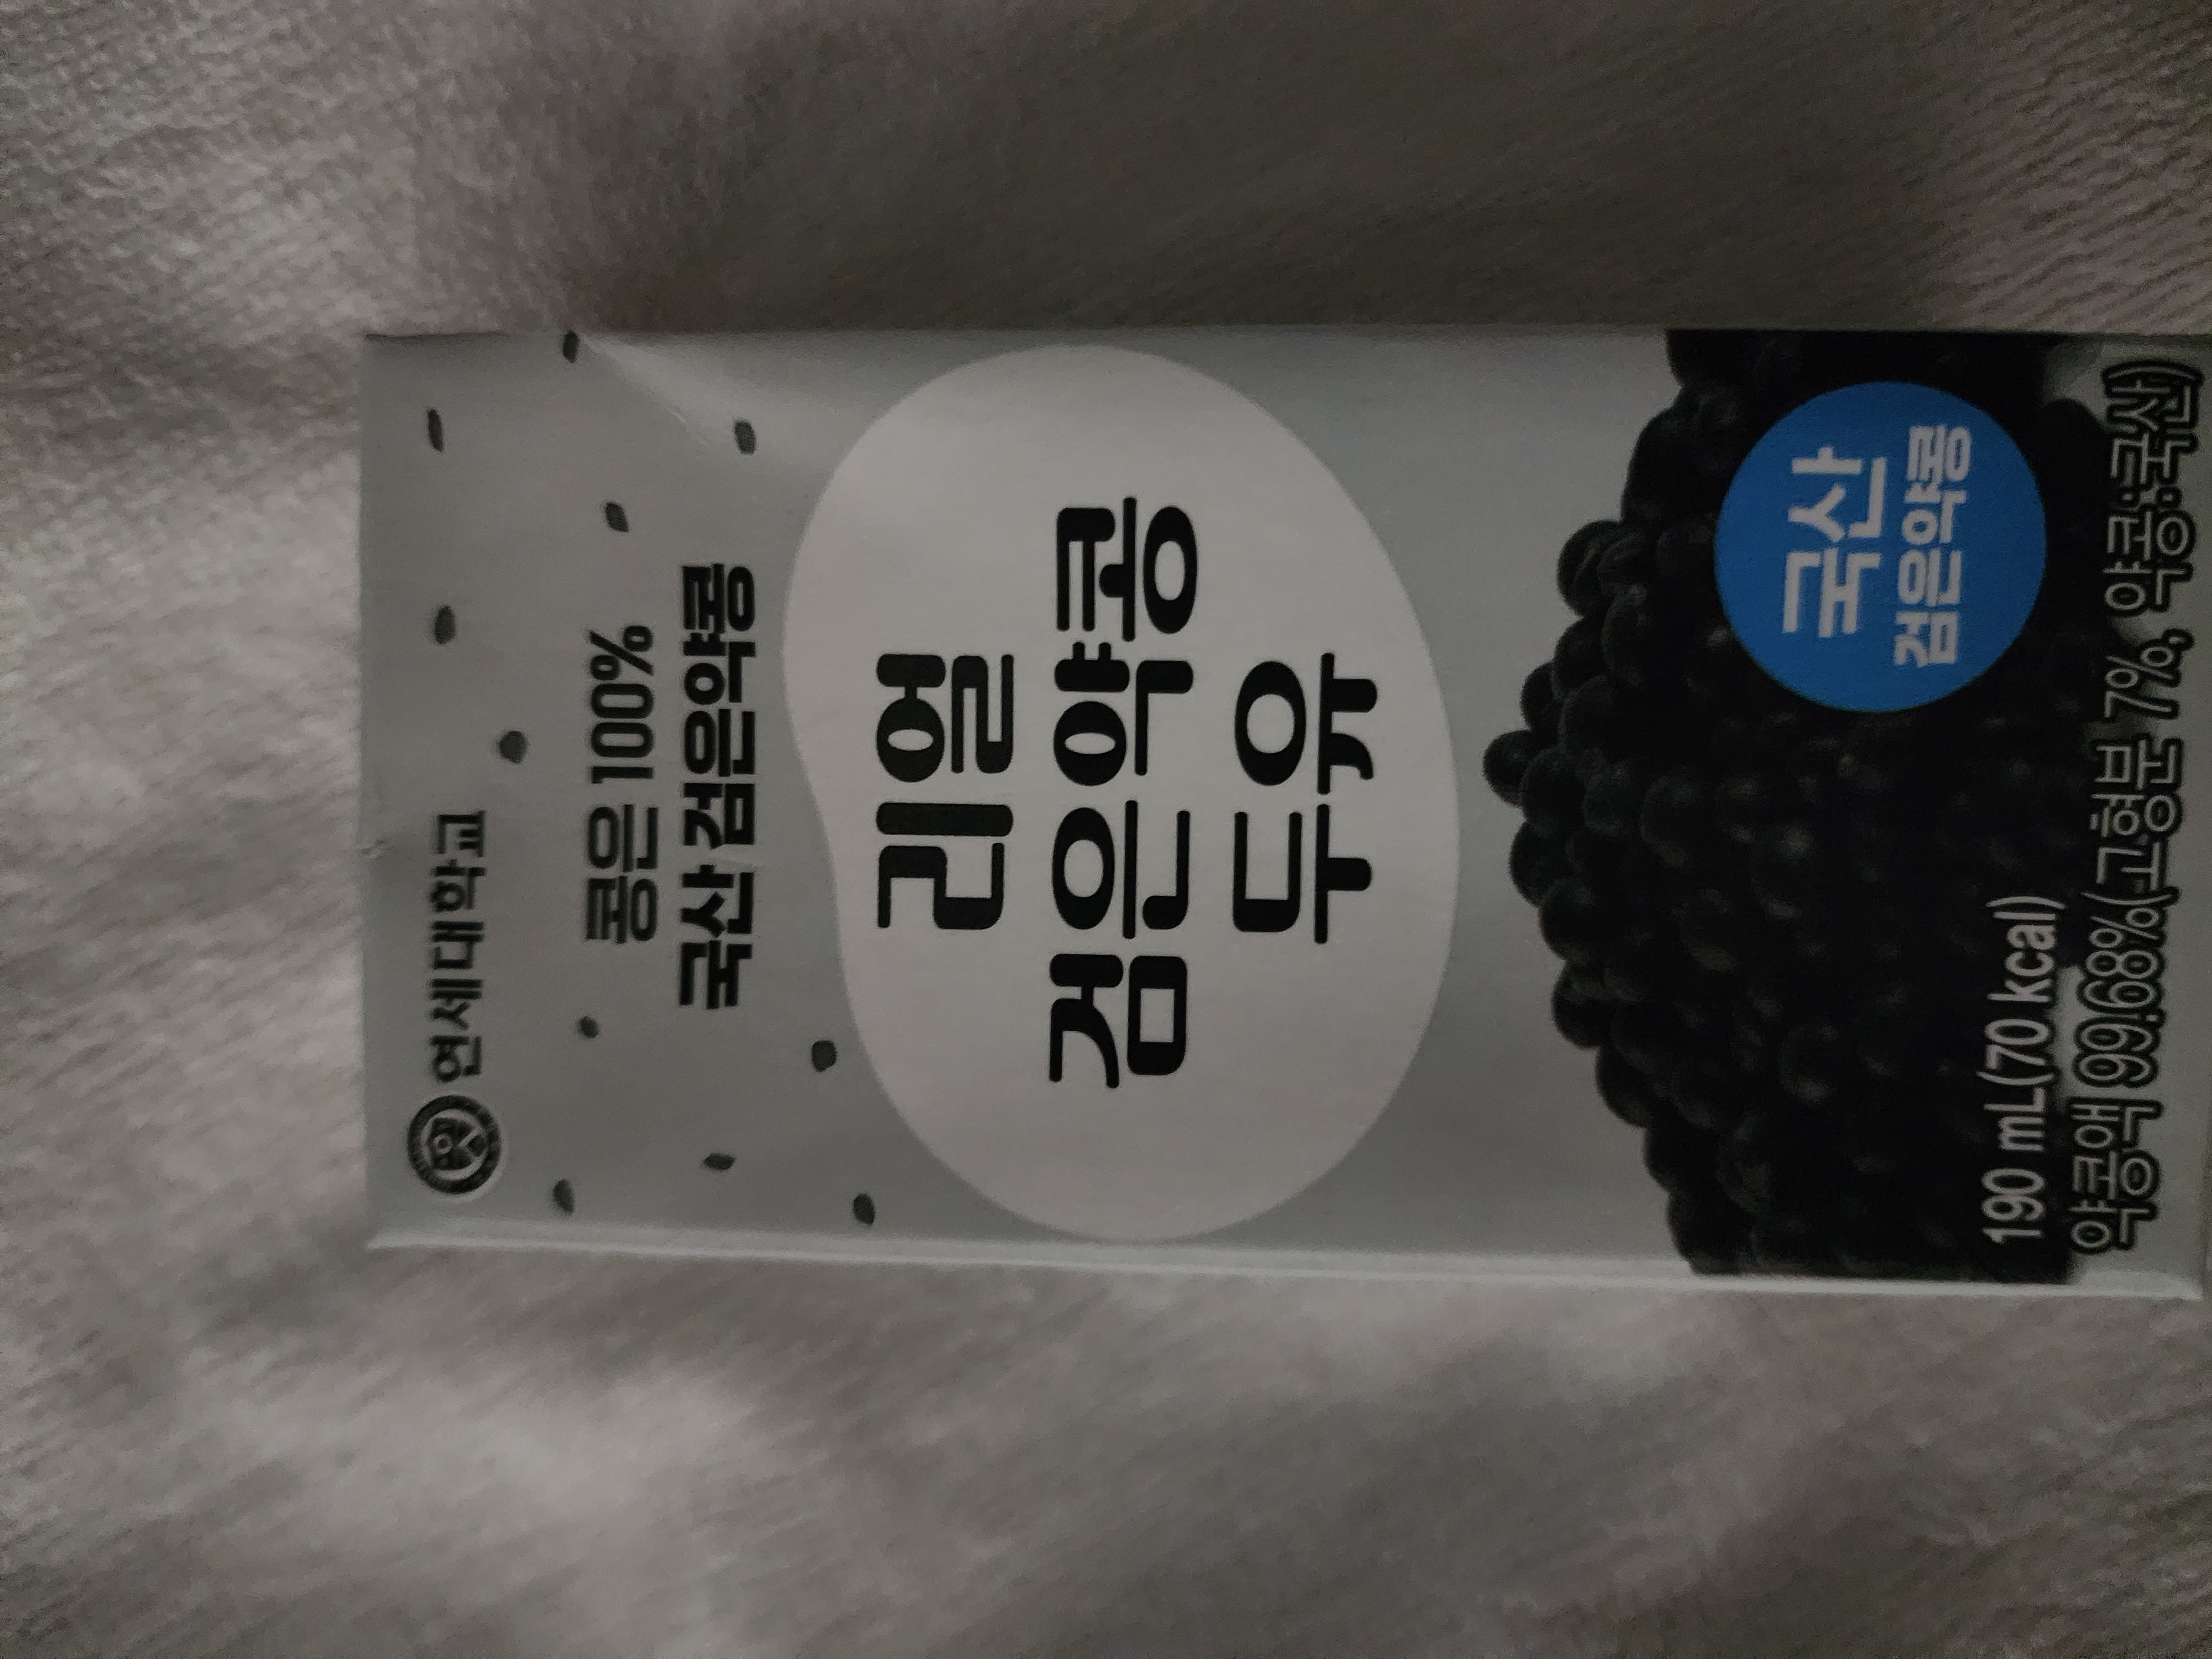 연세대학교
콩은 100%
국산 검은약콩
리얼
검은약콩
두유
국산
검은약콩
190 mL(70 kcal)
약콩액 99.68%(고형분 7%, 약콩:국산)